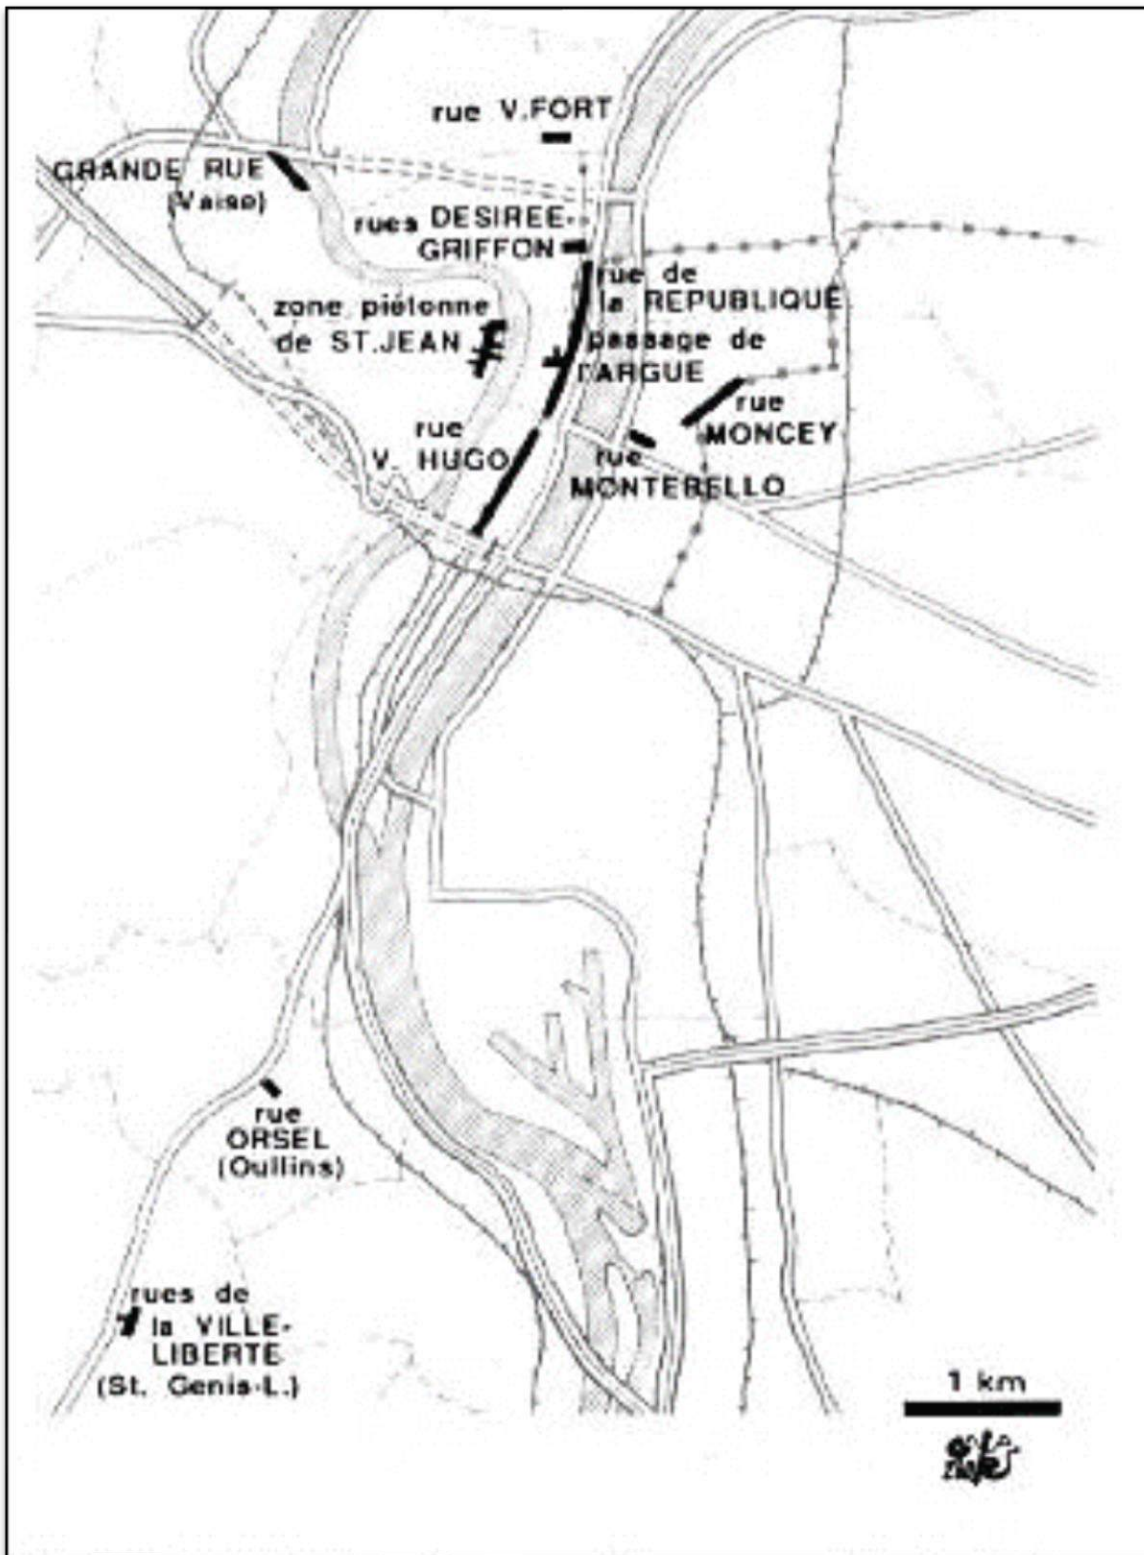 rue V.FORT
GRANDE RUE
(Vaise)
rues DESIREE-
GRIFFON
rue de
la REPUBLIQUE
zone piétonne
de ST.JEAN
passage de
l'ARGUE
rue
MONCEY
rue
V. HUGO
rue
MONTEBELLO
rue
ORSEL
(Oullins)
rues de
la VILLE-
LIBERTE
(St. Genis-L.)
1 km